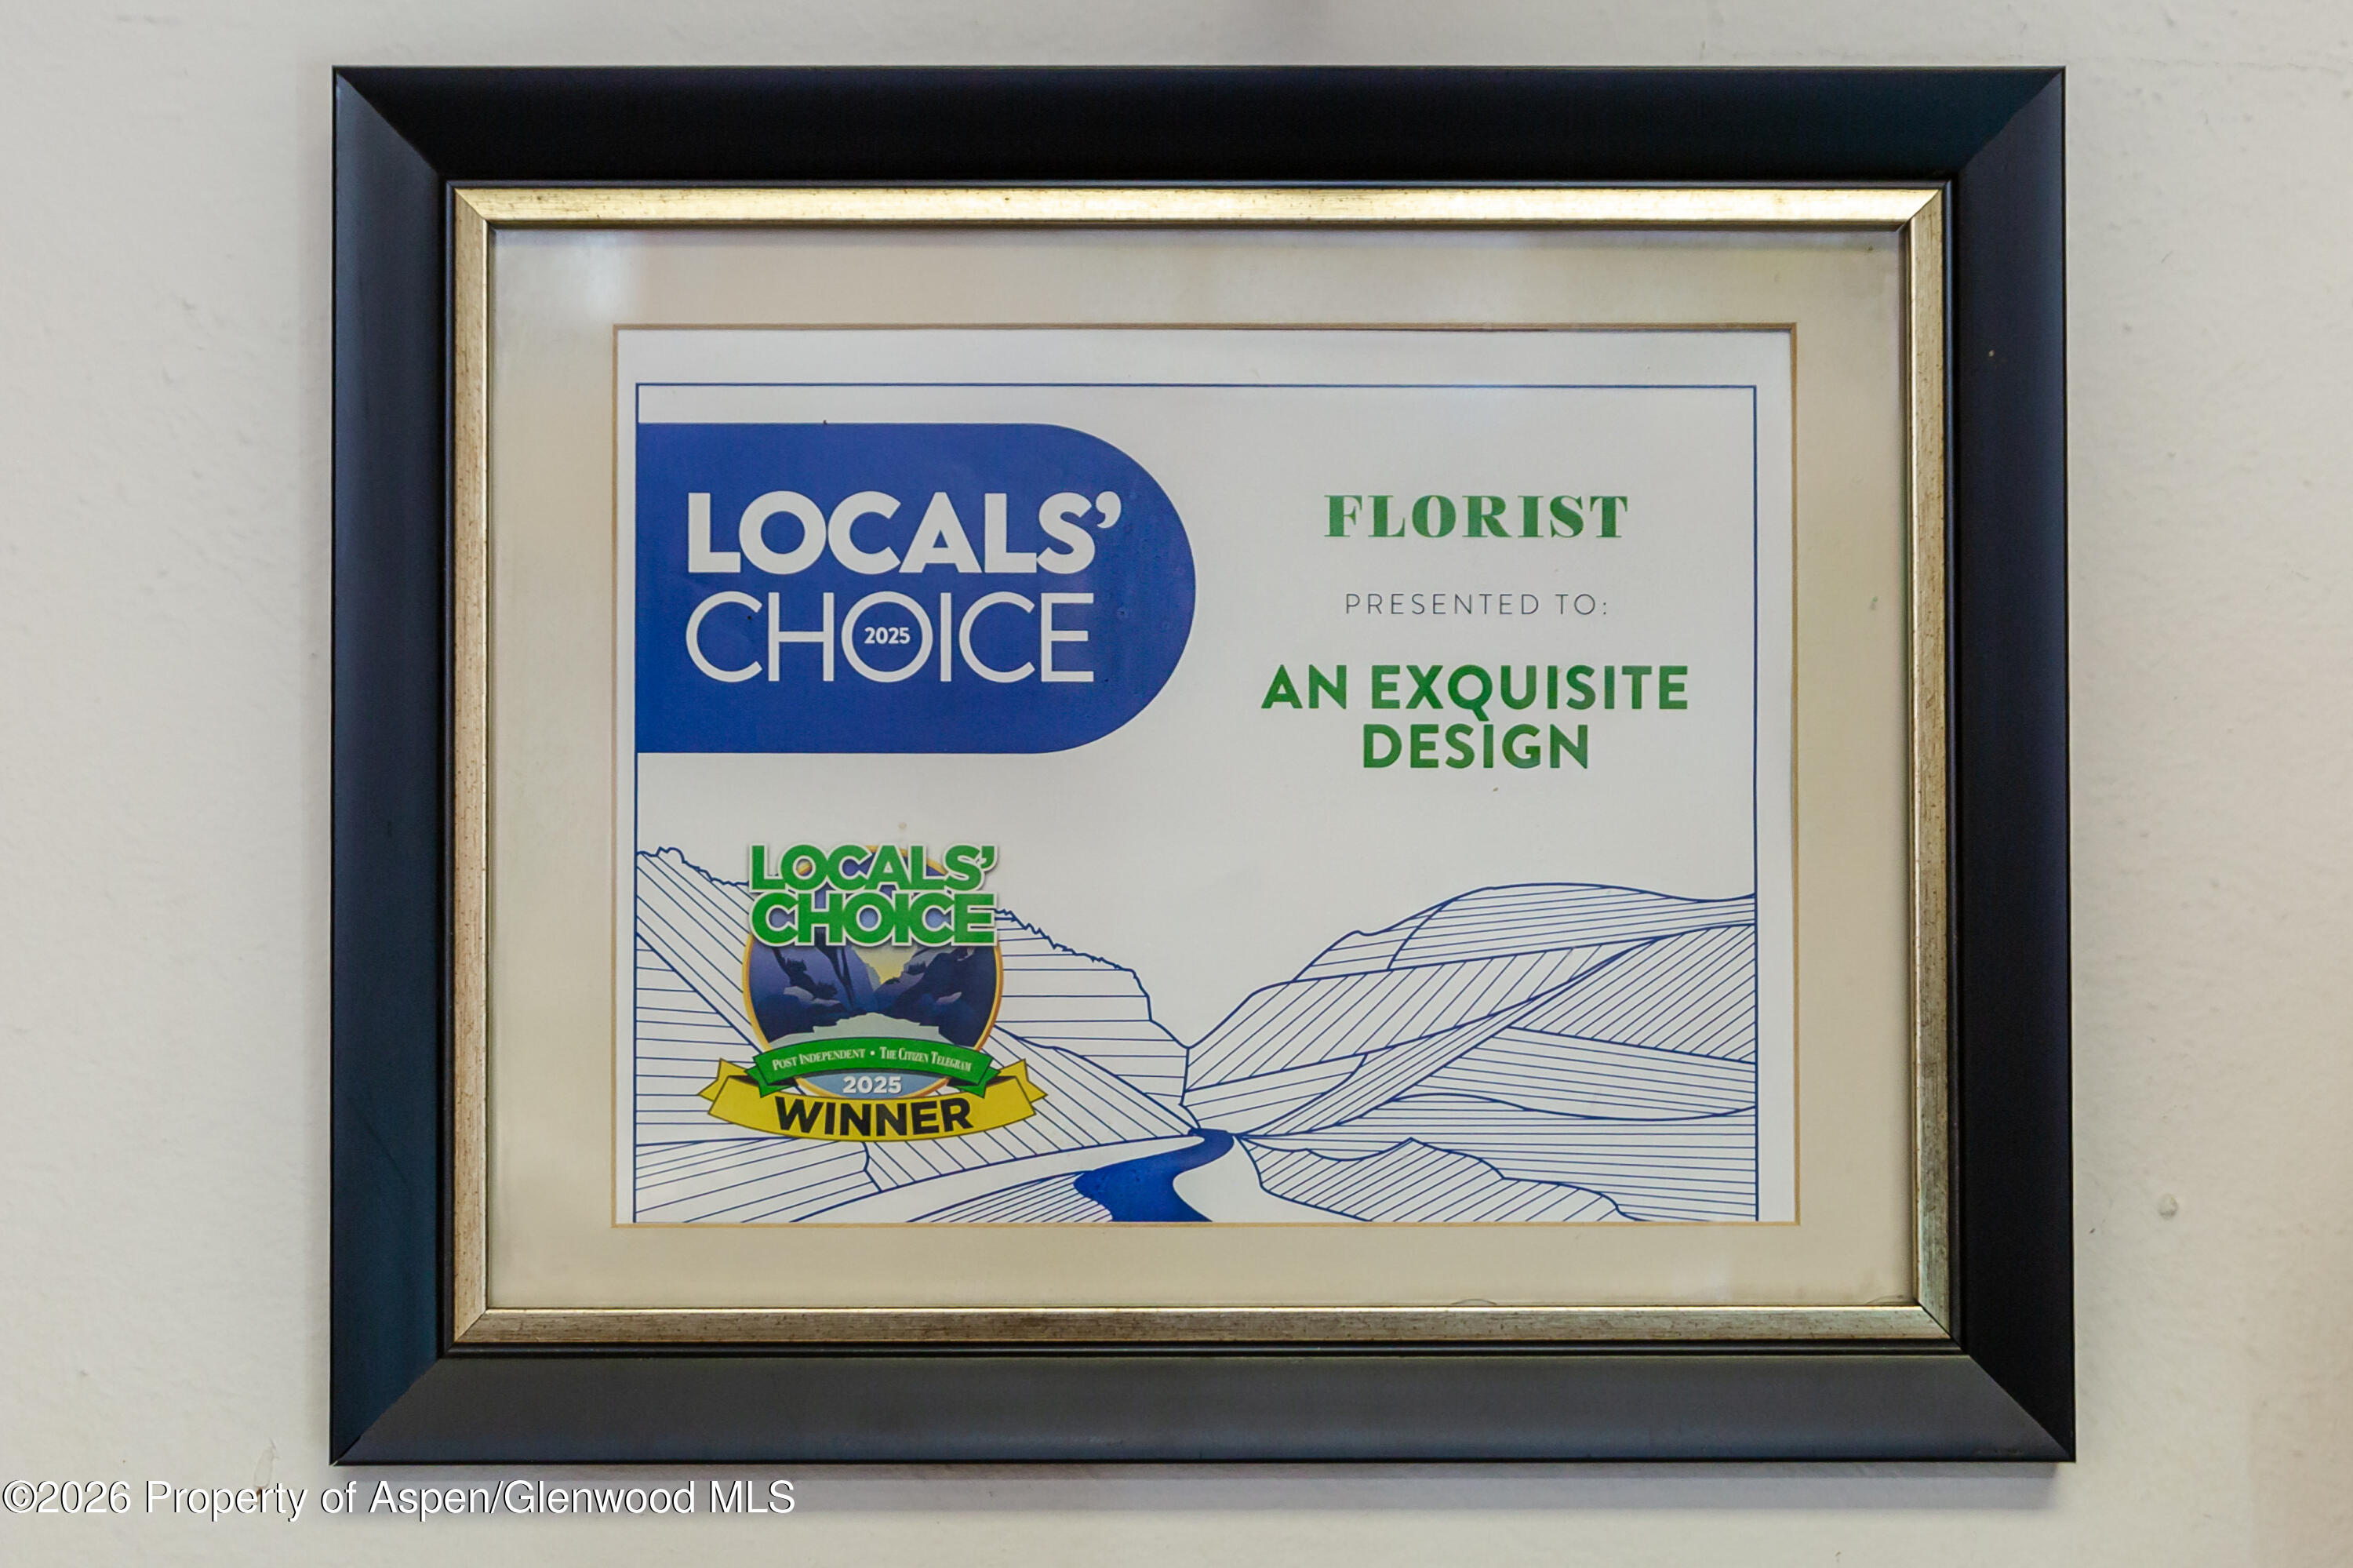 LOCALS'
CHOICE
2025
FLORIST
PRESENTED TO:
AN EXQUISITE
DESIGN
LOCALS'
CHOICE
POST INDEPENDENT • THE CITIZEN TELEGRAM
2025
WINNER
©2026 Property of Aspen/Glenwood MLS